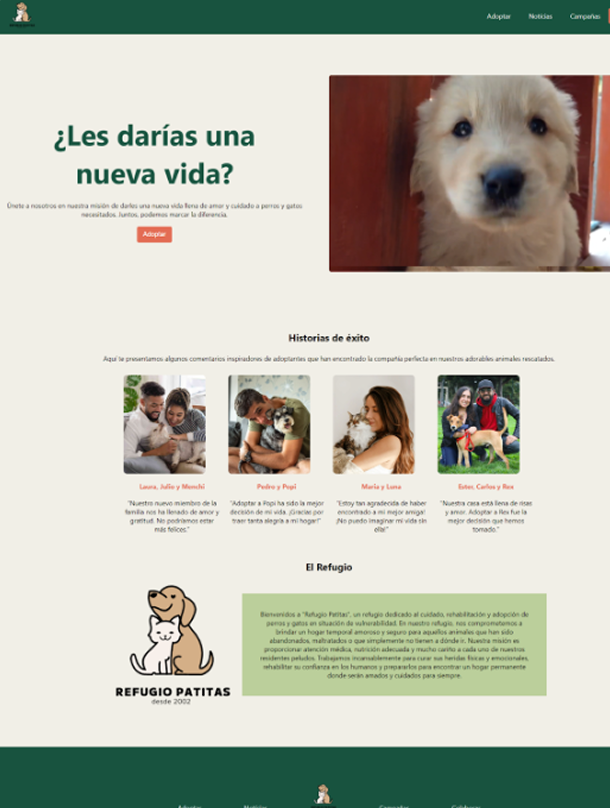 Adoptar Noticias Campañas
¿Les darías una
nueva vida?
Únete a nosotros en nuestra misión de darles una nueva vida llena de amor y cuidado a perros y gatos
necesitados. Juntos, podemos marcar la diferencia.
Adoptar
Historias de éxito
Aquí te presentamos algunos comentarios inspiradores de adoptantes que han encontrado la compañía perfecta en nuestros adorables animales rescatados.
Laura, Julio y Menchi
"Nuestro nuevo miembro de la
familia nos ha llenado de amor y
gratitud. No podríamos estar
más felices."
Pedro y Popi
"Adoptar a Popi ha sido la mejor
decisión de mi vida. ¡Gracias por
traer tanta alegría a mi hogar!"
María y Luna
"Estoy tan agradecida de haber
encontrado a mi mejor amiga!
¡No puedo imaginar mi vida sin
ella!"
Ester, Carlos y Rex
"Nuestra casa está llena de risas
y amor. Adoptar a Rex fue la
mejor decisión que hemos
tomado."
El Refugio
REFUGIO PATITAS
desde 2002
Bienvenidos a "Refugio Patitas", un refugio dedicado al cuidado, rehabilitación y adopción de
perros y gatos en situación de vulnerabilidad. En nuestro refugio, nos comprometemos a
brindar un hogar temporal amoroso y seguro para aquellos animales que han sido
abandonados, maltratados o que simplemente no tienen a dónde ir. Nuestra misión es
proporcionar atención médica, nutrición adecuada y mucho cariño a cada uno de nuestros
residentes peludos. Trabajamos incansablemente para curar sus heridas físicas y emocionales,
rehabilitar su confianza en los humanos y prepararlos para encontrar un hogar permanente
donde serán amados y cuidados para siempre.